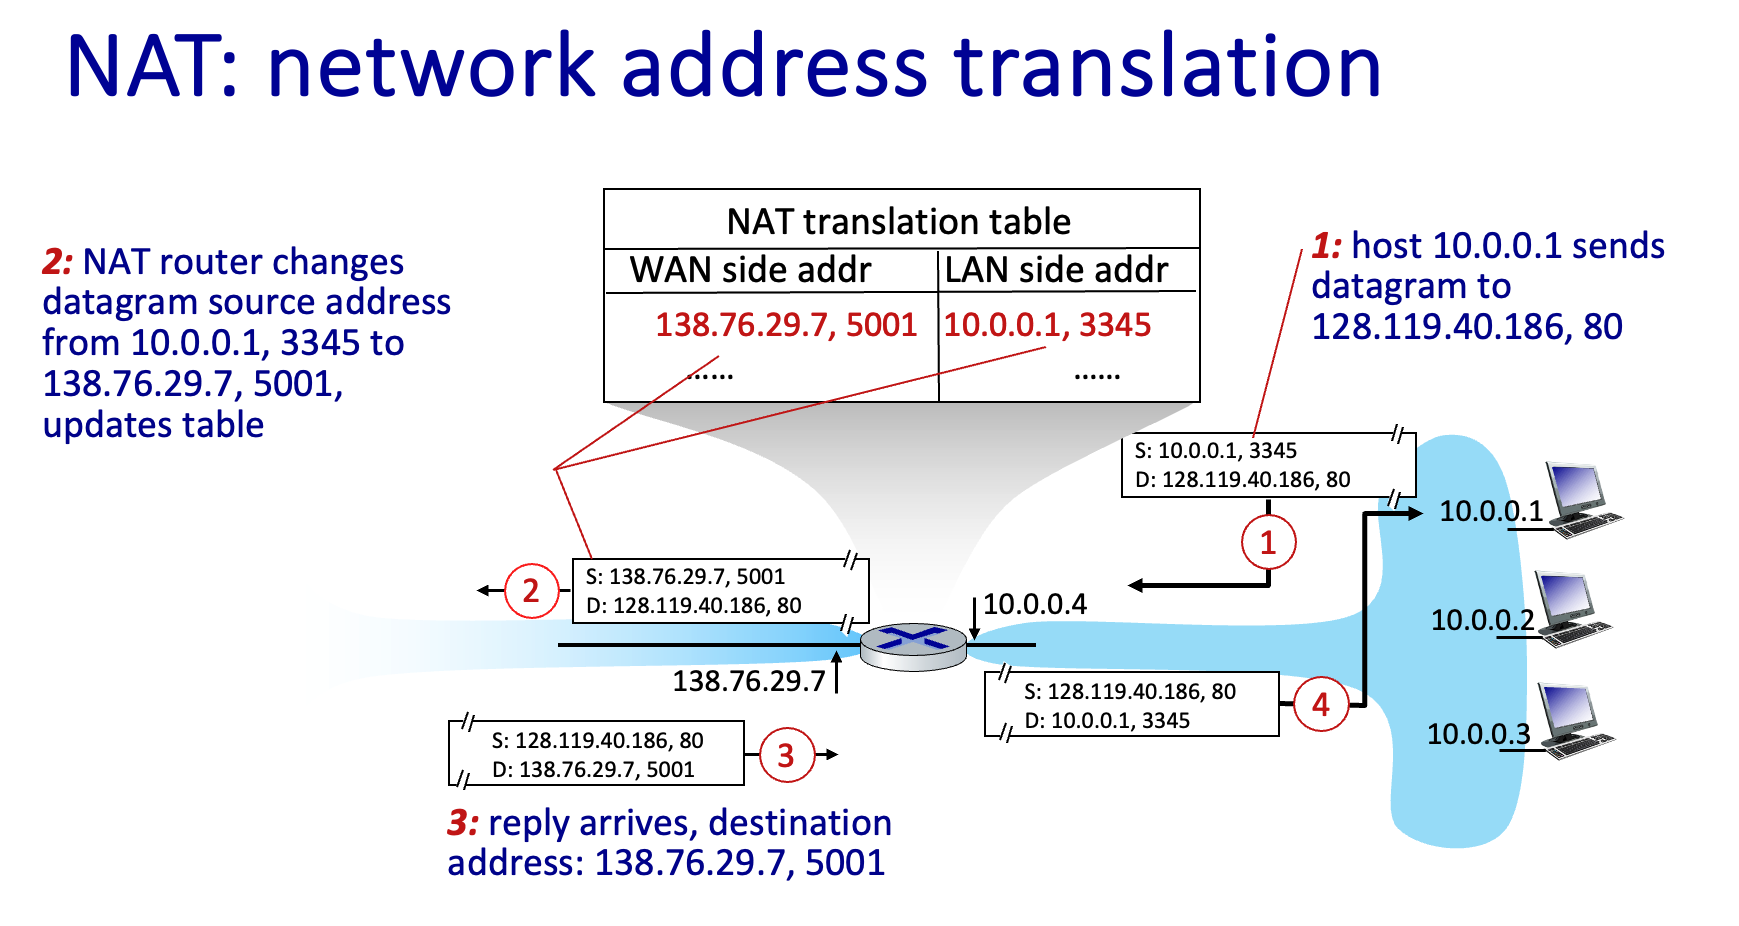 NAT: network address translation
NAT translation table
WAN side addr
LAN side addr
138.76.29.7, 5001
10.0.0.1, 3345
......
......
2: NAT router changes
datagram source address
from 10.0.0.1, 3345 to
138.76.29.7, 5001,
updates table
1: host 10.0.0.1 sends
datagram to
128.119.40.186, 80
S: 10.0.0.1, 3345
D: 128.119.40.186, 80
1
10.0.0.1
2
S: 138.76.29.7, 5001
D: 128.119.40.186, 80
10.0.0.4
10.0.0.2
138.76.29.7
S: 128.119.40.186, 80
D: 10.0.0.1, 3345
4
10.0.0.3
S: 128.119.40.186, 80
D: 138.76.29.7, 5001
3
3: reply arrives, destination
address: 138.76.29.7, 5001